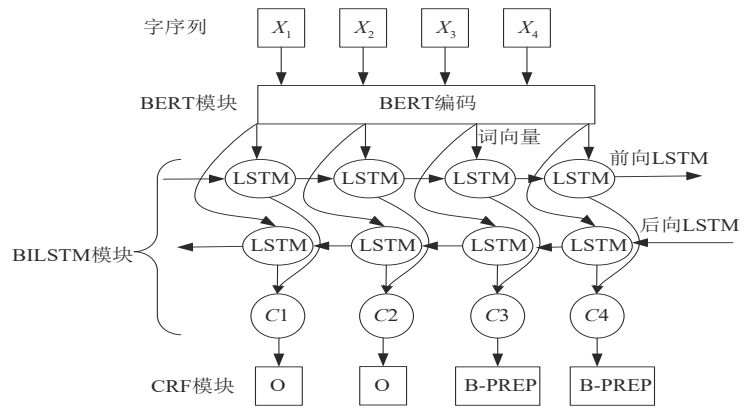 字序列 X1 X2 X3 X4
BERT模块 BERT编码
词向量
LSTM LSTM LSTM LSTM 前向LSTM
BILSTM模块
LSTM LSTM LSTM LSTM 后向LSTM
C1 C2 C3 C4
CRF模块 O O B-PREP B-PREP